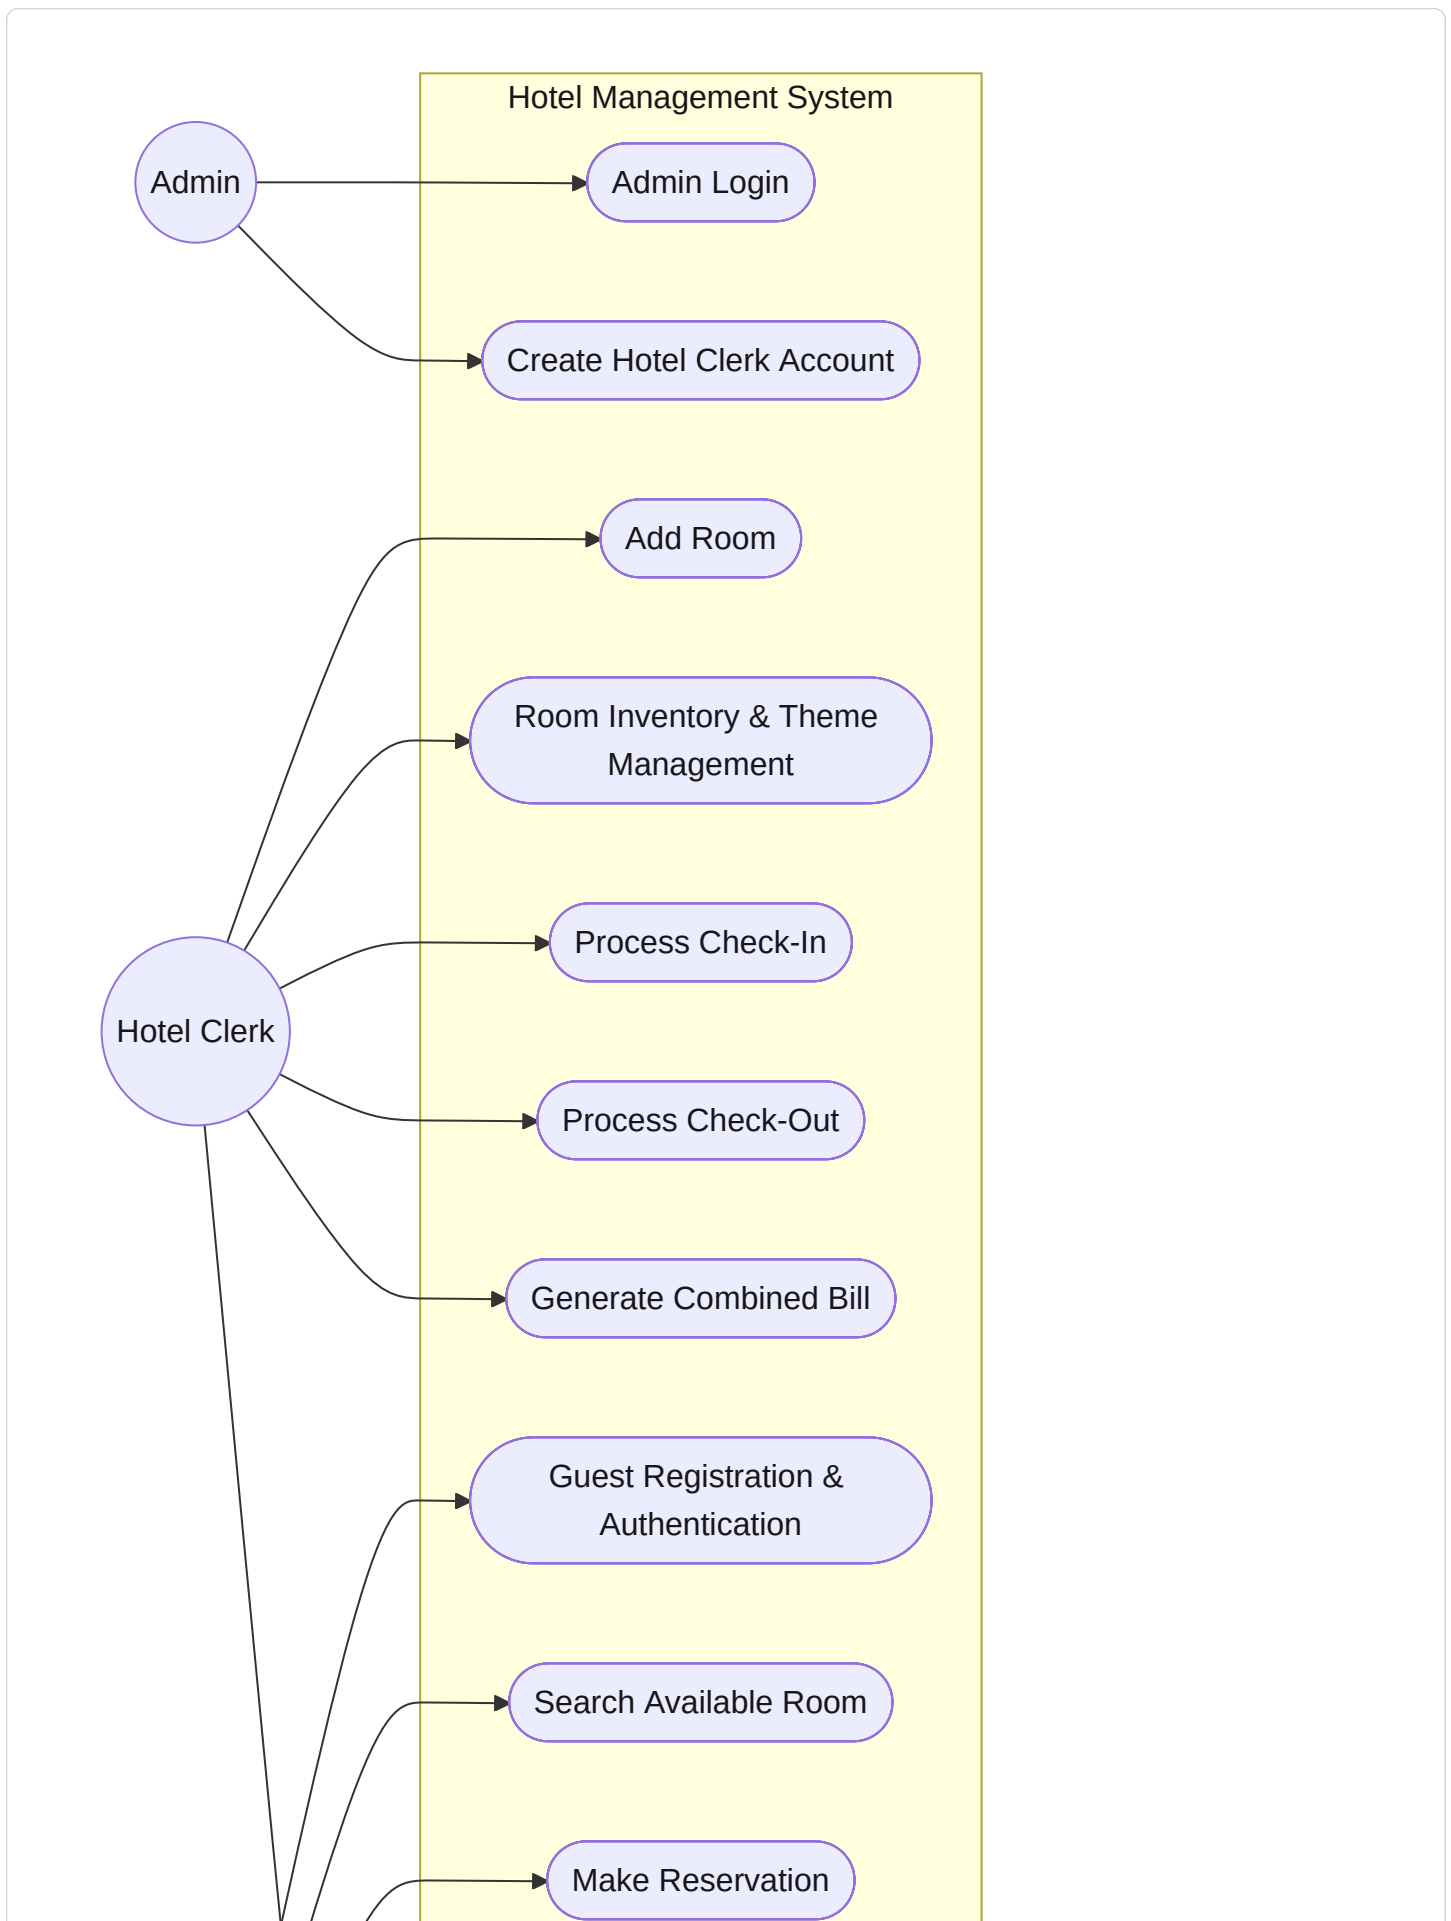 Hotel Management System
Admin
Admin Login
Create Hotel Clerk Account
Add Room
Room Inventory & Theme
Management
Process Check-In
Hotel Clerk
Process Check-Out
Generate Combined Bill
Guest Registration &
Authentication
Search Available Room
Make Reservation